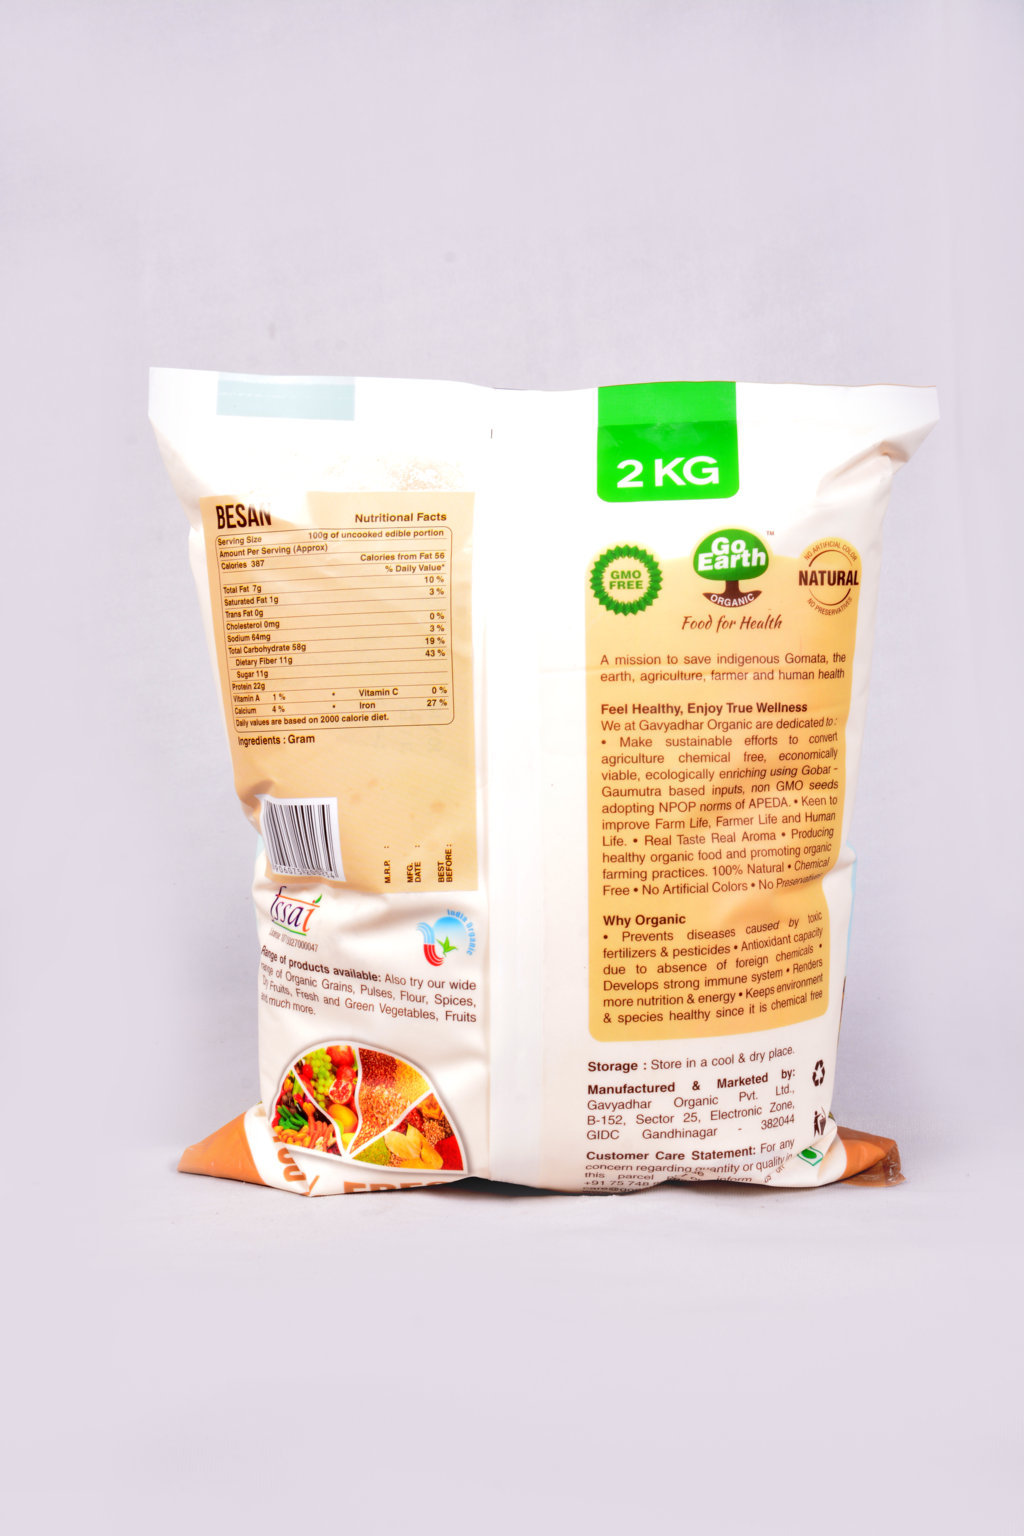 2 KG
BESAN
Nutritional Facts
Serving Size 100g of uncooked edible portion
Amount Per Serving (Approx)
Calories 387 Calories from Fat 56
% Daily Value*
Total Fat 7g 10 %
Saturated Fat 1g 3 %
Trans Fat 0g
Cholesterol 0mg 0 %
Sodium 64mg 3 %
Total Carbohydrate 58g 19 %
Dietary Fiber 11g 43 %
Sugar 11g
Protein 22g
Vitamin A 1 % • Vitamin C 0 %
Calcium 4 % • Iron 27 %
Daily values are based on 2000 calorie diet.
Ingredients : Gram
M.R.P. :
MFG. DATE :
BEST BEFORE :
fssai
India Organic
Range of products available: Also try our wide
range of Organic Grains, Pulses, Flour, Spices,
Dry Fruits, Fresh and Green Vegetables, Fruits
and much more.
GMO
FREE
Go
Earth
TM
ORGANIC
Food for Health
NO ARTIFICIAL COLOR
NATURAL
NO PRESERVATIVES
A mission to save indigenous Gomata, the
earth, agriculture, farmer and human health
Feel Healthy, Enjoy True Wellness
We at Gavyadhar Organic are dedicated to :
• Make sustainable efforts to convert
agriculture chemical free, economically
viable, ecologically enriching using Gobar -
Gaumutra based inputs, non GMO seeds
adopting NPOP norms of APEDA. • Keen to
improve Farm Life, Farmer Life and Human
Life. • Real Taste Real Aroma • Producing
healthy organic food and promoting organic
farming practices. 100% Natural • Chemical
Free • No Artificial Colors • No Preservatives
Why Organic
• Prevents diseases caused by toxic
fertilizers & pesticides • Antioxidant capacity
due to absence of foreign chemicals •
Develops strong immune system • Renders
more nutrition & energy • Keeps environment
& species healthy since it is chemical free
Storage : Store in a cool & dry place.
Manufactured & Marketed by:
Gavyadhar Organic Pvt. Ltd.,
B-152, Sector 25, Electronic Zone,
GIDC Gandhinagar - 382044
Customer Care Statement: For any
concern regarding quantity or quality in
this parcel inform
+91 75 748